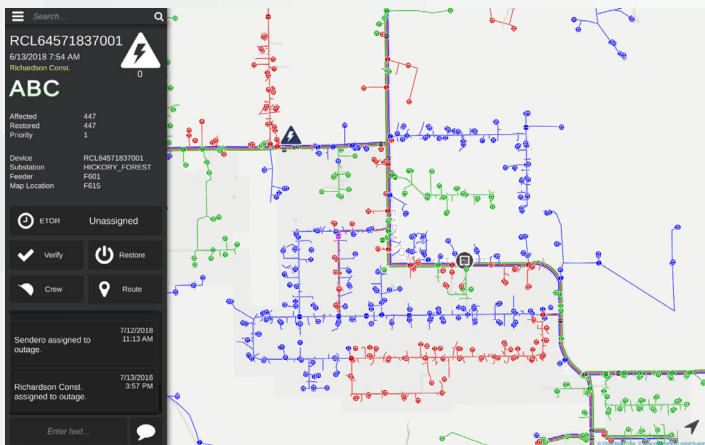 Search...
RCL64571837001
6/13/2018 7:54 AM
Richardson Const.
0
ABC
Affected 447
Restored 447
Priority 1
Device RCL64571837001
Substation HICKORY_FOREST
Feeder F601
Map Location F615
ETOR Unassigned
Verify Restore
Crew Route
7/12/2018
Sendero assigned to 11:13 AM
outage.
7/13/2018
Richardson Const. 3:57 PM
assigned to outage.
Enter text...